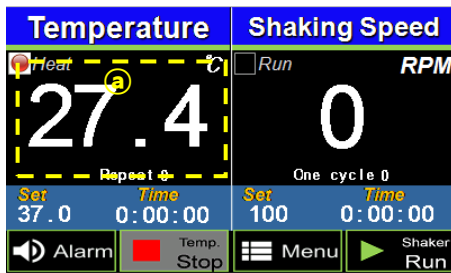 Temperature Shaking Speed
Heat ⓐ ℃ Run RPM
27.4 0
Repeat 0 One cycle 0
Set Time Set Time
37.0 0:00:00 100 0:00:00
Alarm Temp. Stop Menu Shaker Run